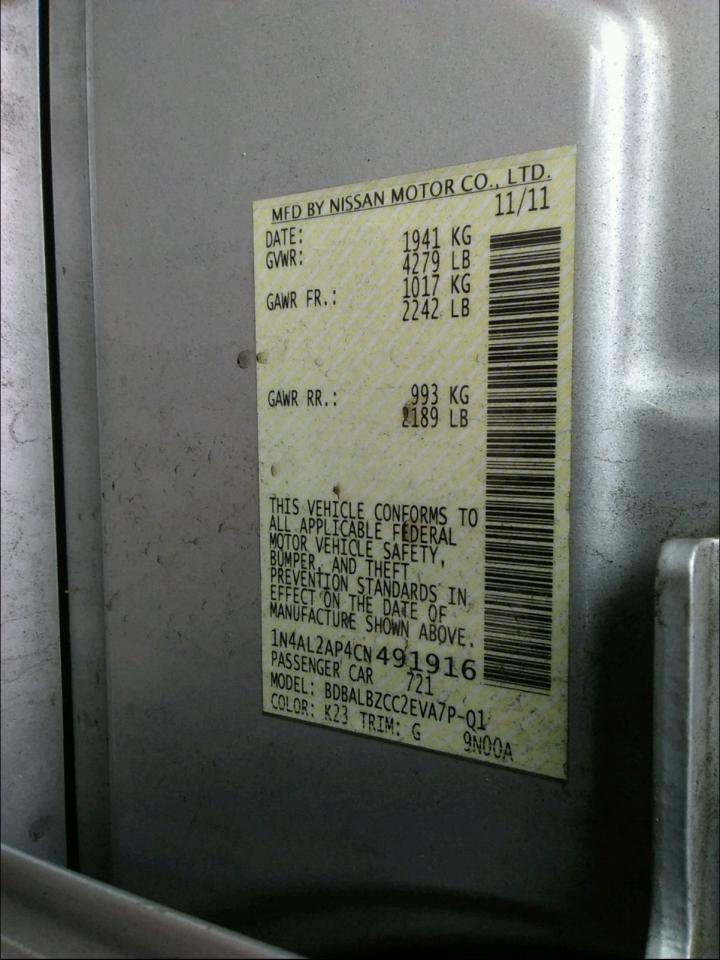 MFD BY NISSAN MOTOR CO., LTD.
DATE: 11/11
GVWR: 1941 KG
4279 LB
GAWR FR.: 1017 KG
2242 LB
GAWR RR.: 993 KG
2189 LB
THIS VEHICLE CONFORMS TO
ALL APPLICABLE FEDERAL
MOTOR VEHICLE SAFETY,
BUMPER, AND THEFT
PREVENTION STANDARDS IN
EFFECT ON THE DATE OF
MANUFACTURE SHOWN ABOVE.
1N4AL2AP4CN491916
PASSENGER CAR 721
MODEL: BDBALBZCC2EVA7P-Q1
COLOR: K23 TRIM: G 9N00A